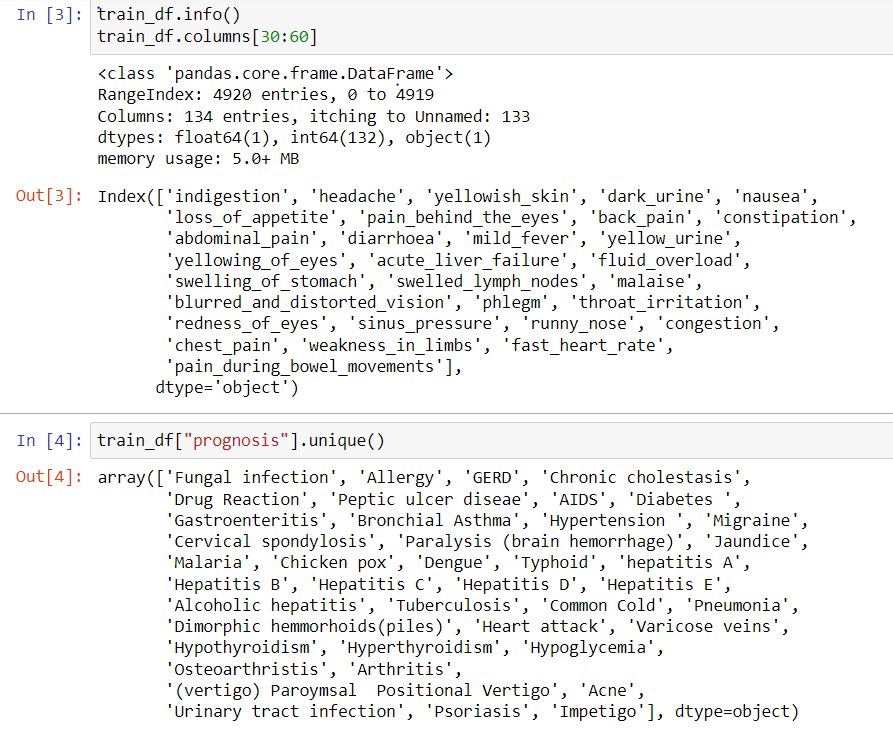 In [3]: train_df.info()
train_df.columns[30:60]
<class 'pandas.core.frame.DataFrame'>
RangeIndex: 4920 entries, 0 to 4919
Columns: 134 entries, itching to Unnamed: 133
dtypes: float64(1), int64(132), object(1)
memory usage: 5.0+ MB
Out[3]: Index(['indigestion', 'headache', 'yellowish_skin', 'dark_urine', 'nausea',
'loss_of_appetite', 'pain_behind_the_eyes', 'back_pain', 'constipation',
'abdominal_pain', 'diarrhoea', 'mild_fever', 'yellow_urine',
'yellowing_of_eyes', 'acute_liver_failure', 'fluid_overload',
'swelling_of_stomach', 'swelled_lymph_nodes', 'malaise',
'blurred_and_distorted_vision', 'phlegm', 'throat_irritation',
'redness_of_eyes', 'sinus_pressure', 'runny_nose', 'congestion',
'chest_pain', 'weakness_in_limbs', 'fast_heart_rate',
'pain_during_bowel_movements'],
dtype='object')
In [4]: train_df["prognosis"].unique()
Out[4]: array(['Fungal infection', 'Allergy', 'GERD', 'Chronic cholestasis',
'Drug Reaction', 'Peptic ulcer diseae', 'AIDS', 'Diabetes ',
'Gastroenteritis', 'Bronchial Asthma', 'Hypertension ', 'Migraine',
'Cervical spondylosis', 'Paralysis (brain hemorrhage)', 'Jaundice',
'Malaria', 'Chicken pox', 'Dengue', 'Typhoid', 'hepatitis A',
'Hepatitis B', 'Hepatitis C', 'Hepatitis D', 'Hepatitis E',
'Alcoholic hepatitis', 'Tuberculosis', 'Common Cold', 'Pneumonia',
'Dimorphic hemmorhoids(piles)', 'Heart attack', 'Varicose veins',
'Hypothyroidism', 'Hyperthyroidism', 'Hypoglycemia',
'Osteoarthristis', 'Arthritis',
'(vertigo) Paroymsal  Positional Vertigo', 'Acne',
'Urinary tract infection', 'Psoriasis', 'Impetigo'], dtype=object)